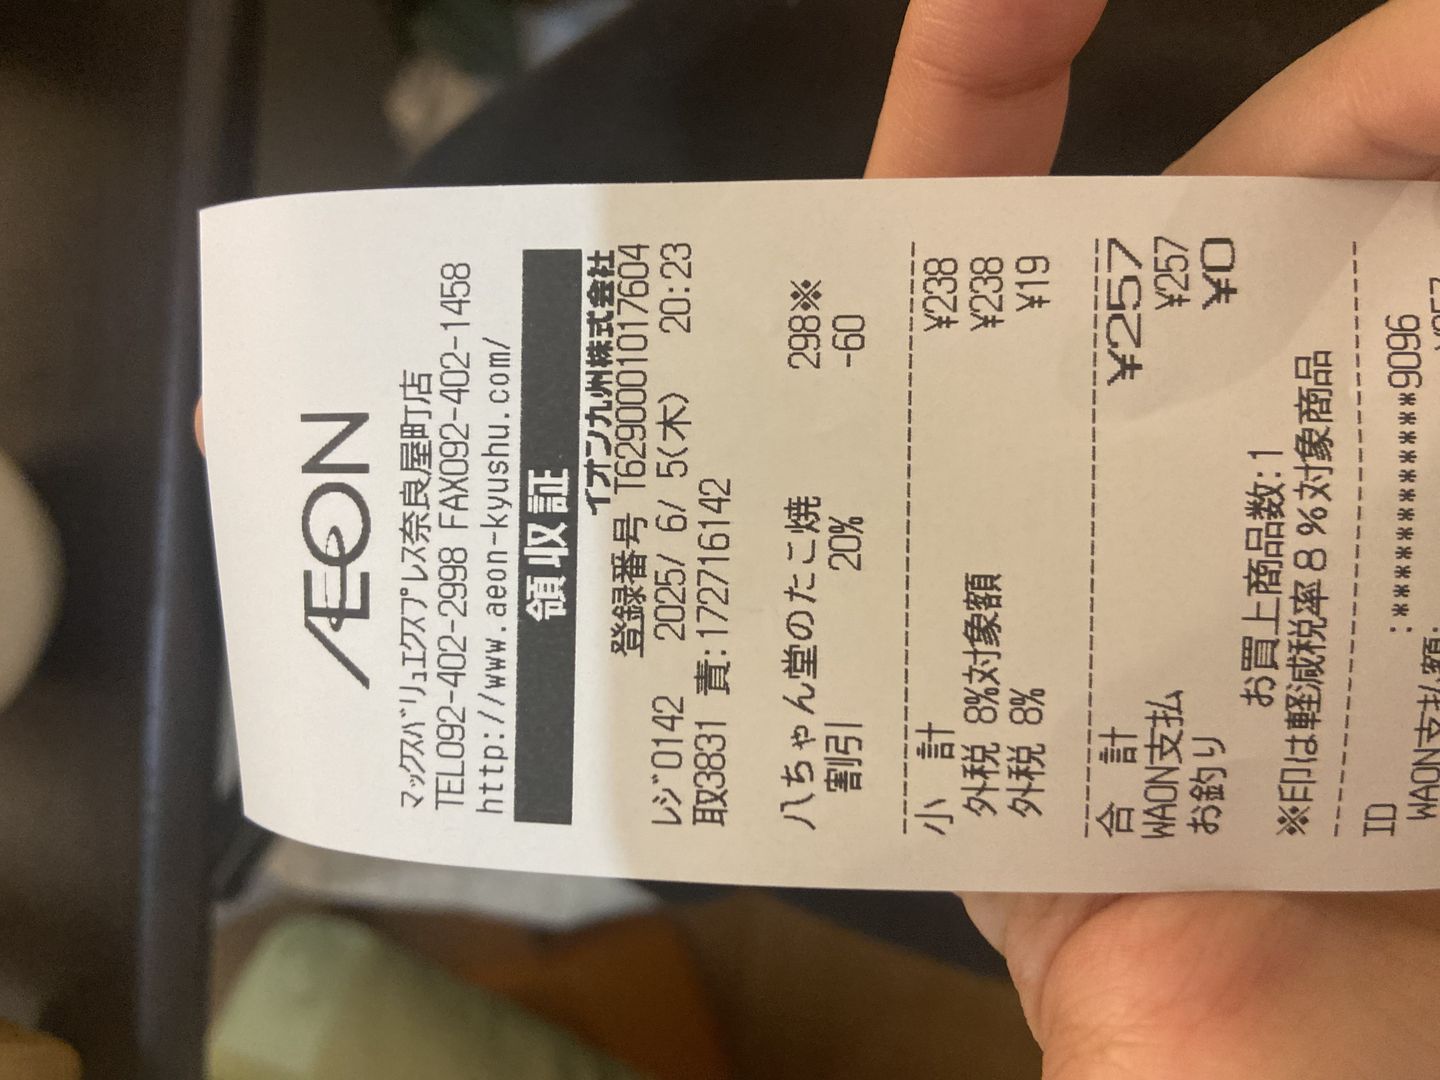 ÆON
マックスバリュエクスプレス奈良屋町店
TEL092-402-2998 FAX092-402-1458
http://www.aeon-kyushu.com/
領収証
イオン九州株式会社
登録番号 T6290001017604
レジ0142 2025/ 6/ 5(木) 20:23
取3831 責:172716142
八ちゃん堂のたこ焼 298※
割引 20% -60
小 計 ¥238
外税 8%対象額 ¥238
外税 8% ¥19
合 計 ¥257
WAON支払 ¥257
お釣り ¥0
お買上商品数:1
※印は軽減税率8%対象商品
ID :************9096
WAON支払額: